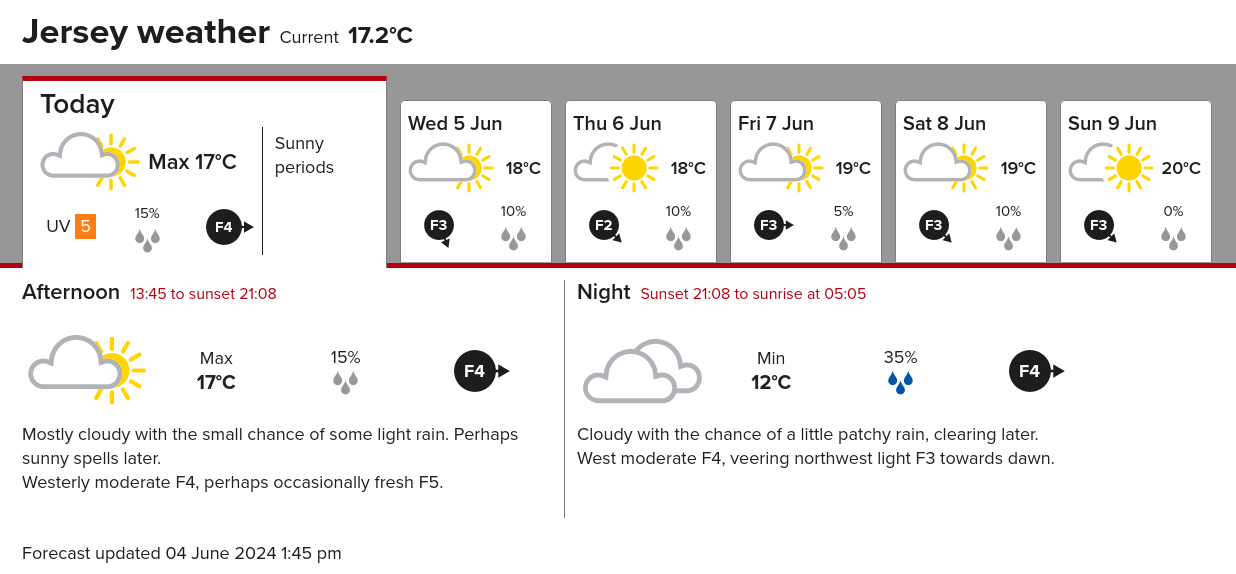 Jersey weather Current 17.2°C
Today
Max 17°C
Sunny
periods
UV 5
15%
F4
Wed 5 Jun
18°C
F3
10%
Thu 6 Jun
18°C
F2
10%
Fri 7 Jun
19°C
F3
5%
Sat 8 Jun
19°C
F3
10%
Sun 9 Jun
20°C
F3
0%
Afternoon 13:45 to sunset 21:08
Max
17°C
15%
F4
Mostly cloudy with the small chance of some light rain. Perhaps
sunny spells later.
Westerly moderate F4, perhaps occasionally fresh F5.
Night Sunset 21:08 to sunrise at 05:05
Min
12°C
35%
F4
Cloudy with the chance of a little patchy rain, clearing later.
West moderate F4, veering northwest light F3 towards dawn.
Forecast updated 04 June 2024 1:45 pm